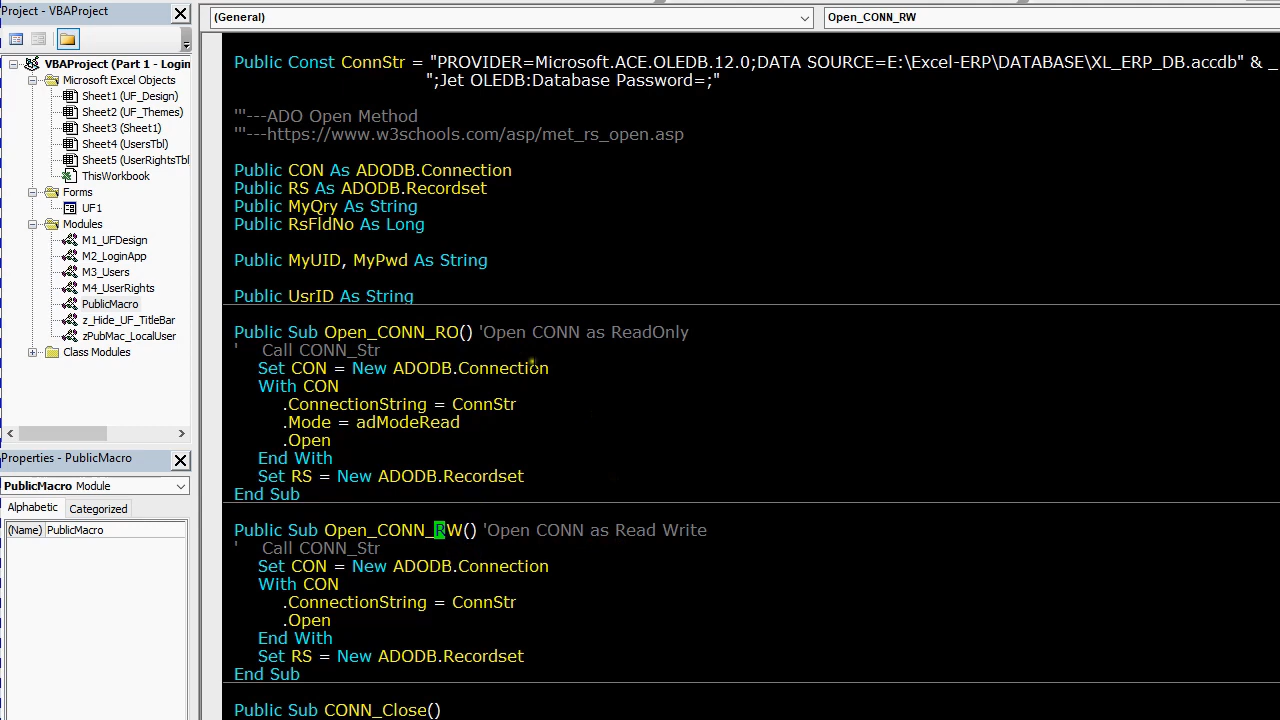 Project - VBAProject
VBAProject (Part 1 - Login
Microsoft Excel Objects
Sheet1 (UF_Design)
Sheet2 (UF_Themes)
Sheet3 (Sheet1)
Sheet4 (UsersTbl)
Sheet5 (UserRightsTbl
ThisWorkbook
Forms
UF1
Modules
M1_UFDesign
M2_LoginApp
M3_Users
M4_UserRights
PublicMacro
z_Hide_UF_TitleBar
zPubMac_LocalUser
Class Modules
Properties - PublicMacro
PublicMacro Module
Alphabetic Categorized
(Name) PublicMacro
(General) Open_CONN_RW
Public Const ConnStr = "PROVIDER=Microsoft.ACE.OLEDB.12.0;DATA SOURCE=E:\Excel-ERP\DATABASE\XL_ERP_DB.accdb" & _
";Jet OLEDB:Database Password=;"
'''---ADO Open Method
'''---https://www.w3schools.com/asp/met_rs_open.asp
Public CON As ADODB.Connection
Public RS As ADODB.Recordset
Public MyQry As String
Public RsFldNo As Long
Public MyUID, MyPwd As String
Public UsrID As String
Public Sub Open_CONN_RO() 'Open CONN as ReadOnly
' Call CONN_Str
Set CON = New ADODB.Connection
With CON
.ConnectionString = ConnStr
.Mode = adModeRead
.Open
End With
Set RS = New ADODB.Recordset
End Sub
Public Sub Open_CONN_RW() 'Open CONN as Read Write
' Call CONN_Str
Set CON = New ADODB.Connection
With CON
.ConnectionString = ConnStr
.Open
End With
Set RS = New ADODB.Recordset
End Sub
Public Sub CONN_Close()